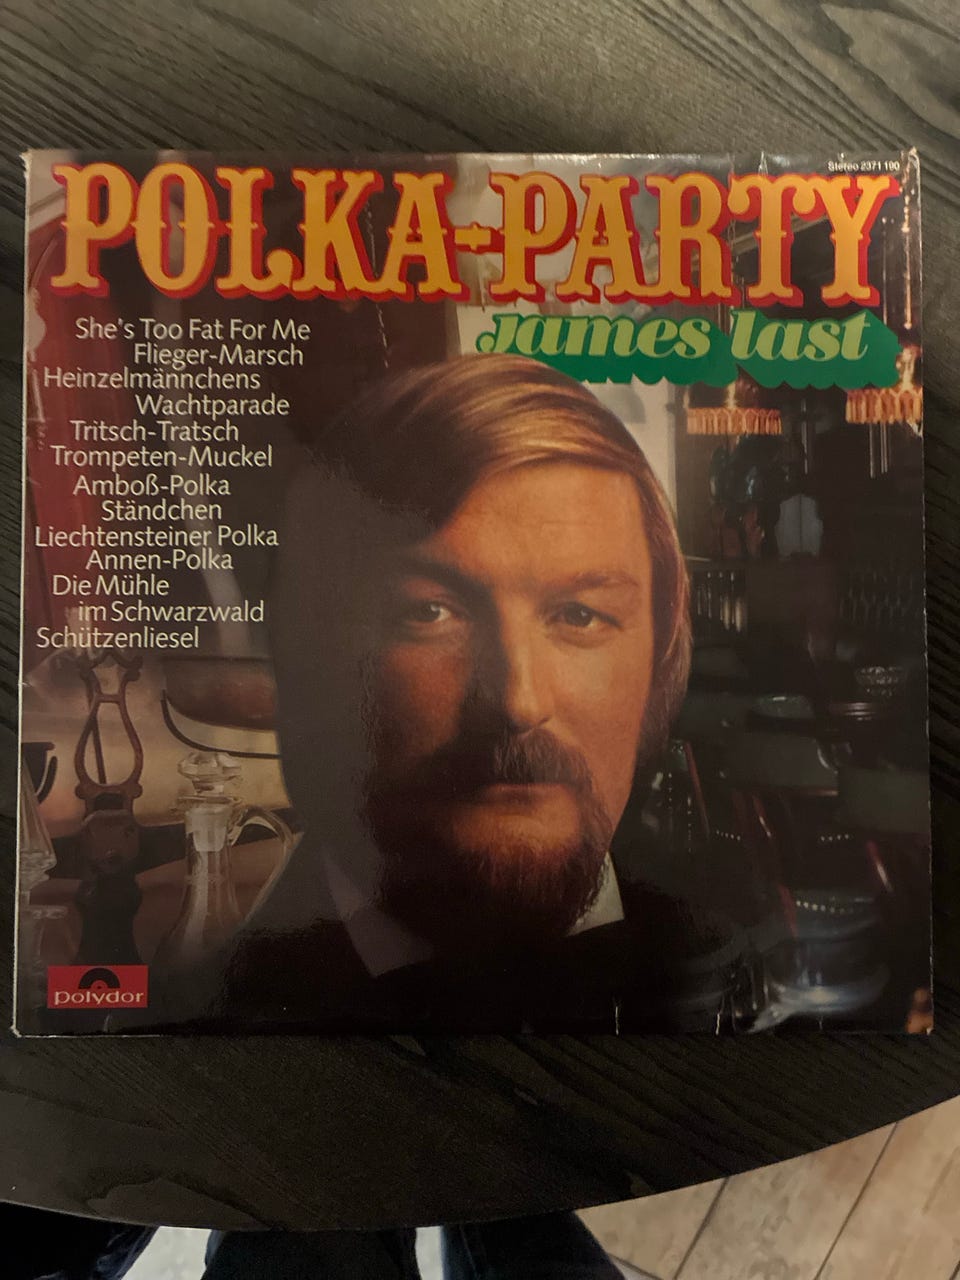 Stereo 2371 190
POLKA-PARTY
James last
She's Too Fat For Me
Flieger-Marsch
Heinzelmännchens
Wachtparade
Tritsch-Tratsch
Trompeten-Muckel
Amboß-Polka
Ständchen
Liechtensteiner Polka
Annen-Polka
Die Mühle
im Schwarzwald
Schützenliesel
polydor